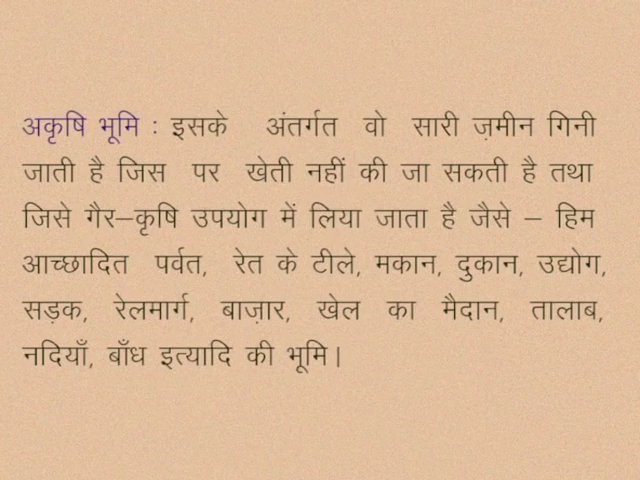 अकृषि भूमि : इसके अंतर्गत वो सारी ज़मीन गिनी
जाती है जिस पर खेती नहीं की जा सकती है तथा
जिसे गैर–कृषि उपयोग में लिया जाता है जैसे – हिम
आच्छादित पर्वत, रेत के टीले, मकान, दुकान, उद्योग,
सड़क, रेलमार्ग, बाज़ार, खेल का मैदान, तालाब,
नदियाँ, बाँध इत्यादि की भूमि।